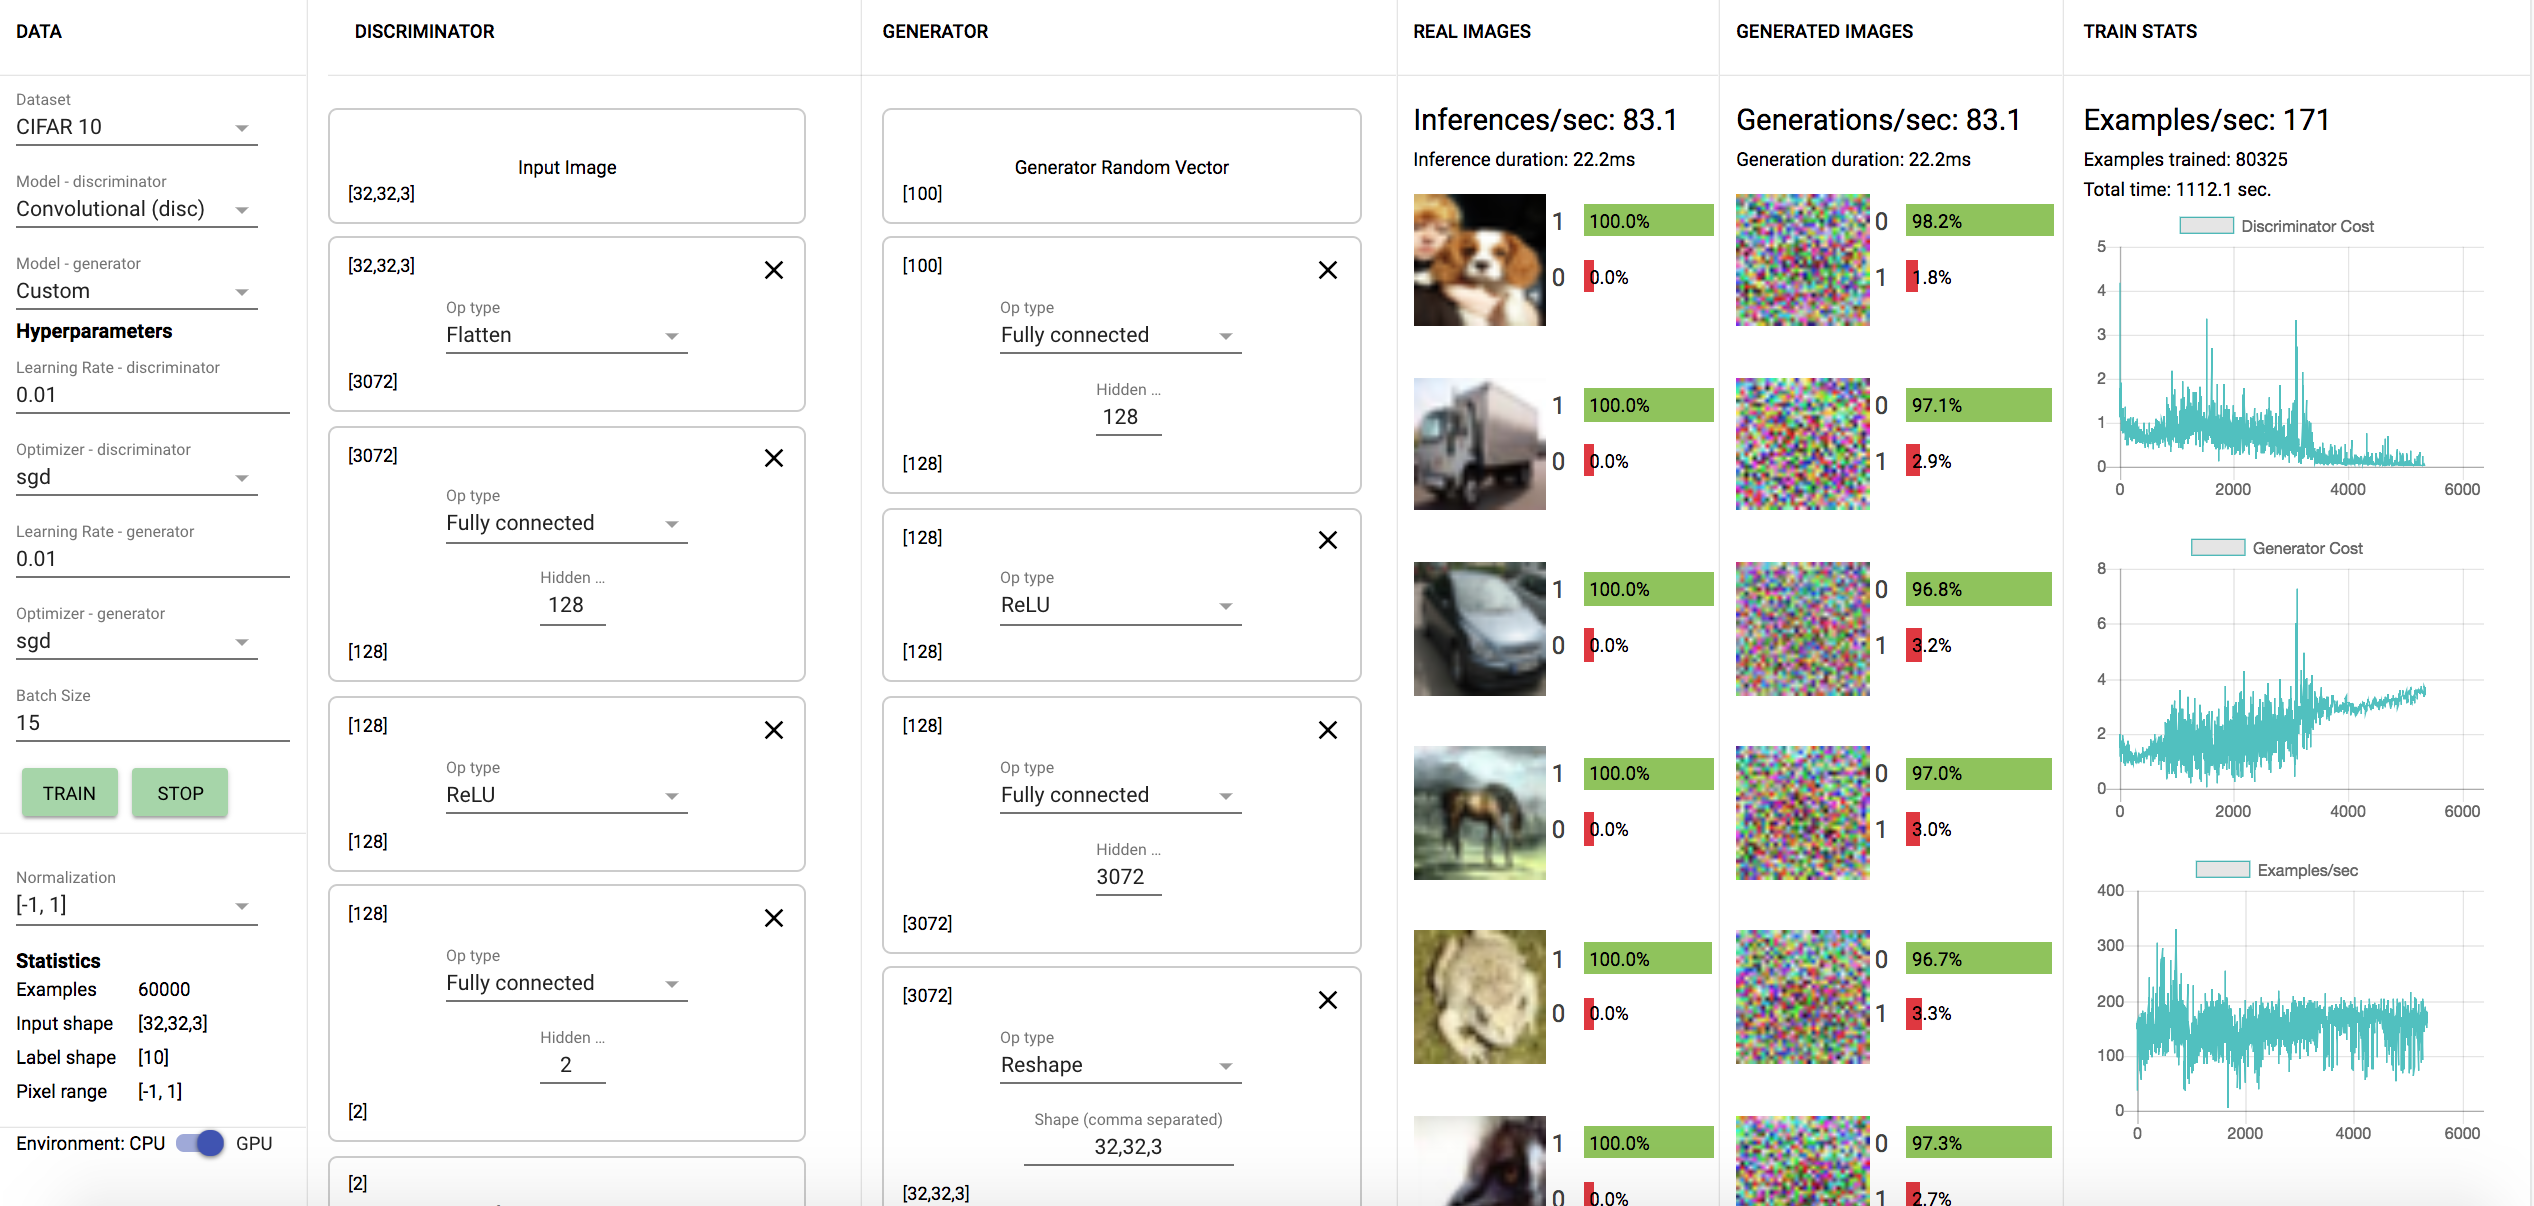 DATA
Dataset
CIFAR 10
Model - discriminator
Convolutional (disc)
Model - generator
Custom
Hyperparameters
Learning Rate - discriminator
0.01
Optimizer - discriminator
sgd
Learning Rate - generator
0.01
Optimizer - generator
sgd
Batch Size
15
TRAIN
STOP
Normalization
[-1, 1]
Statistics
Examples 60000
Input shape [32,32,3]
Label shape [10]
Pixel range [-1, 1]
Environment: CPU GPU
DISCRIMINATOR
Input Image
[32,32,3]
[32,32,3]
Op type
Flatten
[3072]
[3072]
Op type
Fully connected
Hidden ...
128
[128]
[128]
Op type
ReLU
[128]
[128]
Op type
Fully connected
Hidden ...
2
[2]
[2]
GENERATOR
Generator Random Vector
[100]
[100]
Op type
Fully connected
Hidden ...
128
[128]
[128]
Op type
ReLU
[128]
[128]
Op type
Fully connected
Hidden ...
3072
[3072]
[3072]
Op type
Reshape
Shape (comma separated)
32,32,3
[32,32,3]
REAL IMAGES
Inferences/sec: 83.1
Inference duration: 22.2ms
1 100.0%
0 0.0%
1 100.0%
0 0.0%
1 100.0%
0 0.0%
1 100.0%
0 0.0%
1 100.0%
0 0.0%
1 100.0%
0 0.0%
GENERATED IMAGES
Generations/sec: 83.1
Generation duration: 22.2ms
0 98.2%
1 1.8%
0 97.1%
1 2.9%
0 96.8%
1 3.2%
0 97.0%
1 3.0%
0 96.7%
1 3.3%
0 97.3%
1 2.7%
TRAIN STATS
Examples/sec: 171
Examples trained: 80325
Total time: 1112.1 sec.
Discriminator Cost
5
4
3
2
1
0
0 2000 4000 6000
Generator Cost
8
6
4
2
0
0 2000 4000 6000
Examples/sec
400
300
200
100
0
0 2000 4000 6000